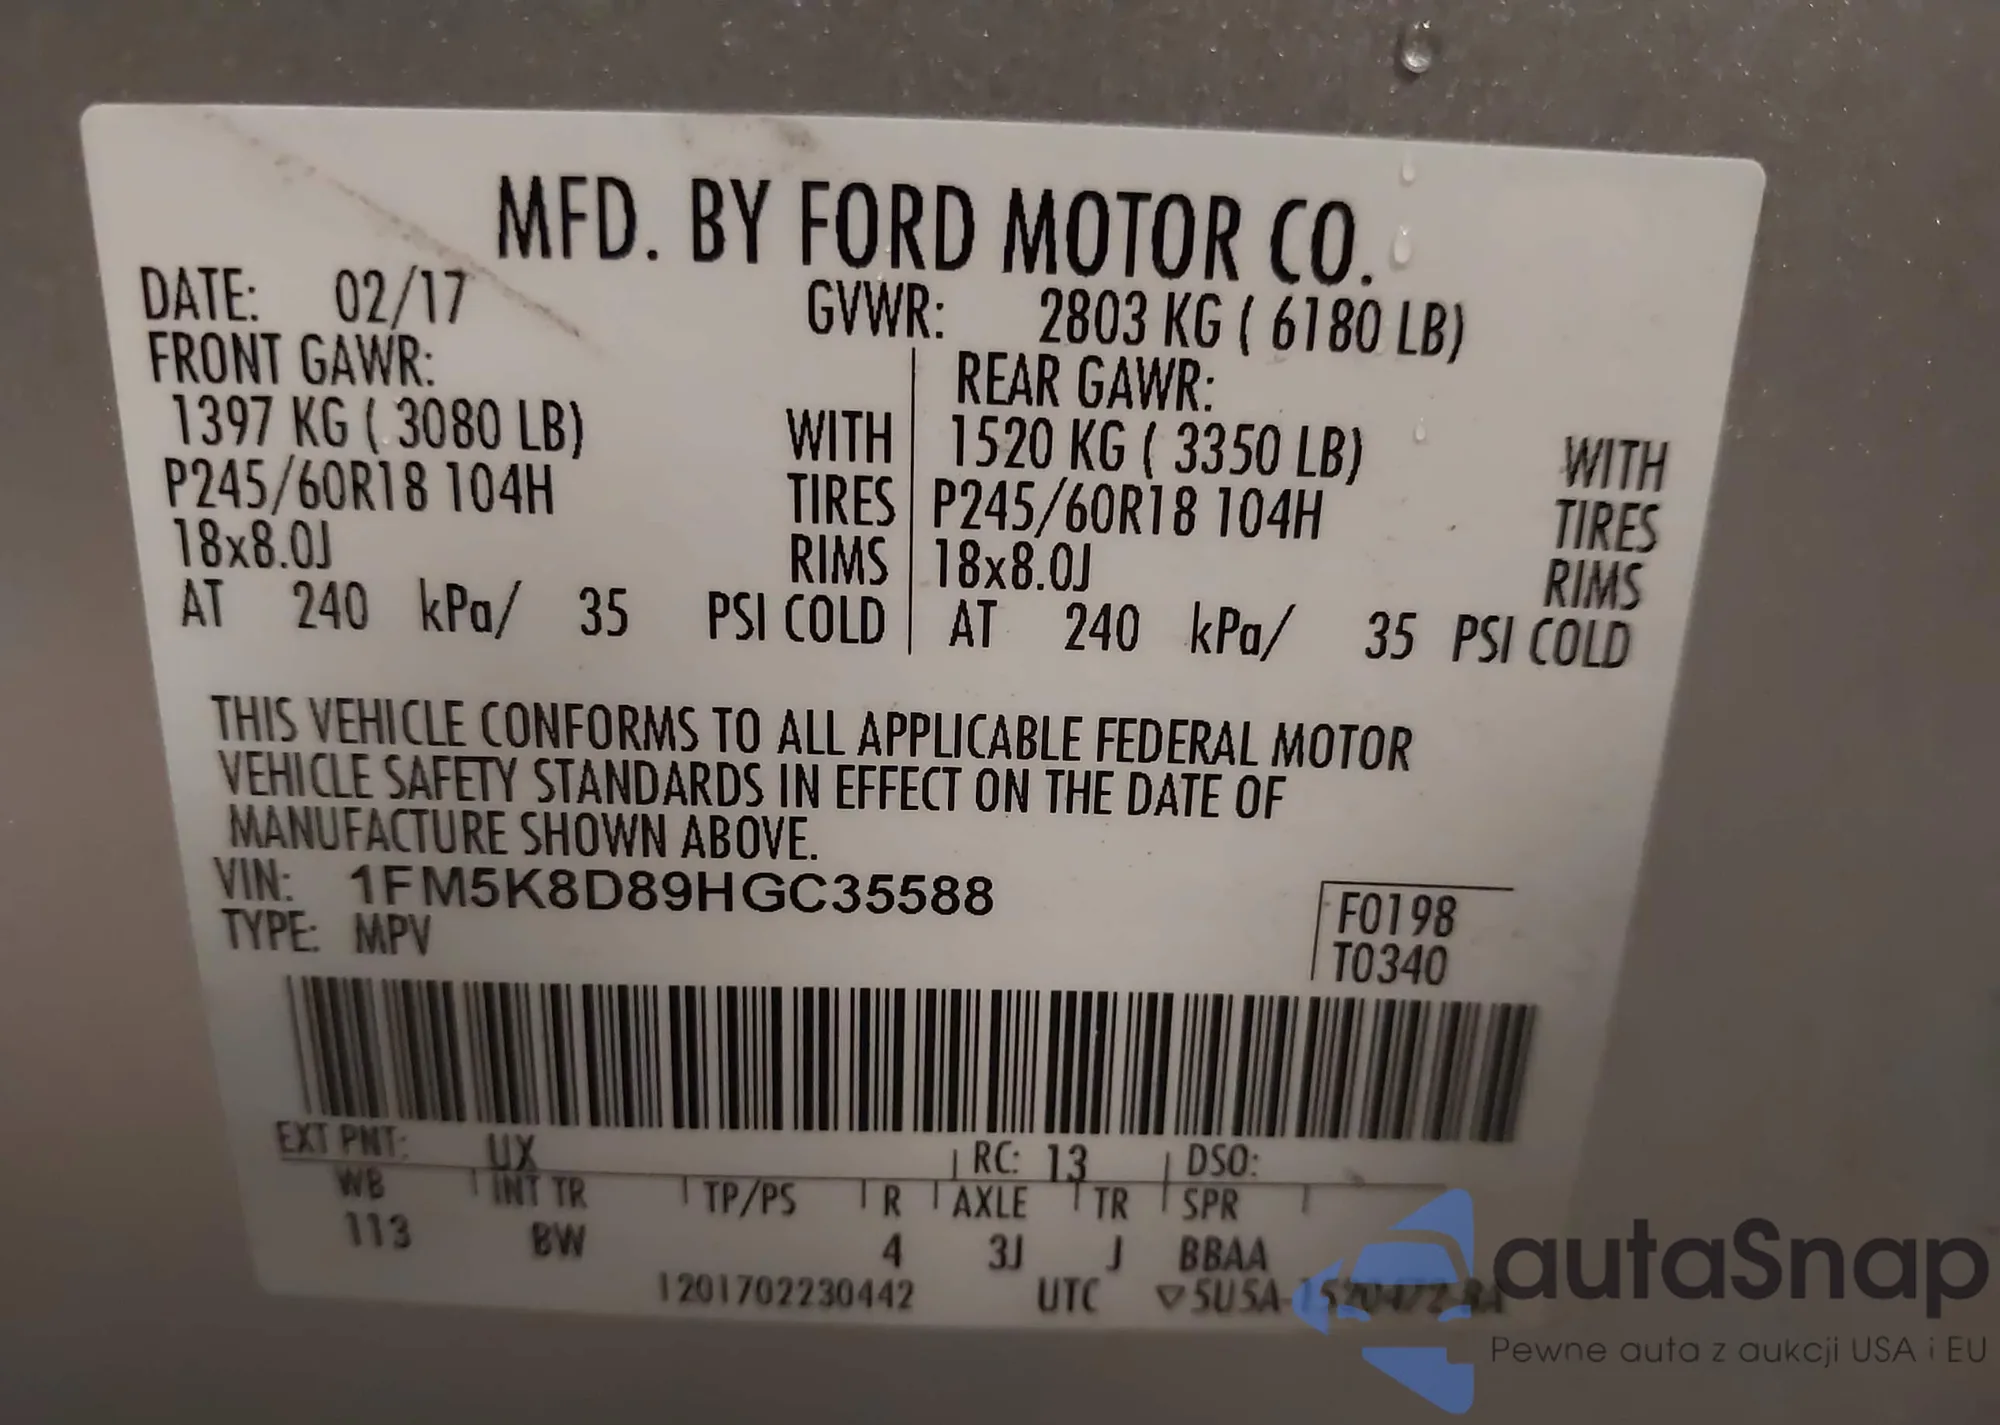 MFD. BY FORD MOTOR CO.
DATE: 02/17 GVWR: 2803 KG ( 6180 LB)
FRONT GAWR: REAR GAWR:
1397 KG ( 3080 LB) WITH 1520 KG ( 3350 LB) WITH
P245/60R18 104H TIRES P245/60R18 104H TIRES
18x8.0J RIMS 18x8.0J RIMS
AT 240 kPa/ 35 PSI COLD AT 240 kPa/ 35 PSI COLD
THIS VEHICLE CONFORMS TO ALL APPLICABLE FEDERAL MOTOR
VEHICLE SAFETY STANDARDS IN EFFECT ON THE DATE OF
MANUFACTURE SHOWN ABOVE.
VIN: 1FM5K8D89HGC35588
TYPE: MPV
F0198
T0340
EXT PNT: UX RC: 13 DSO:
WB INT TR TP/PS R AXLE TR SPR
113 BW 4 3J J BBAA
1201702230442 UTC ▽5U5A-1520472-BA
autaSnap
Pewne auta z aukcji USA i EU